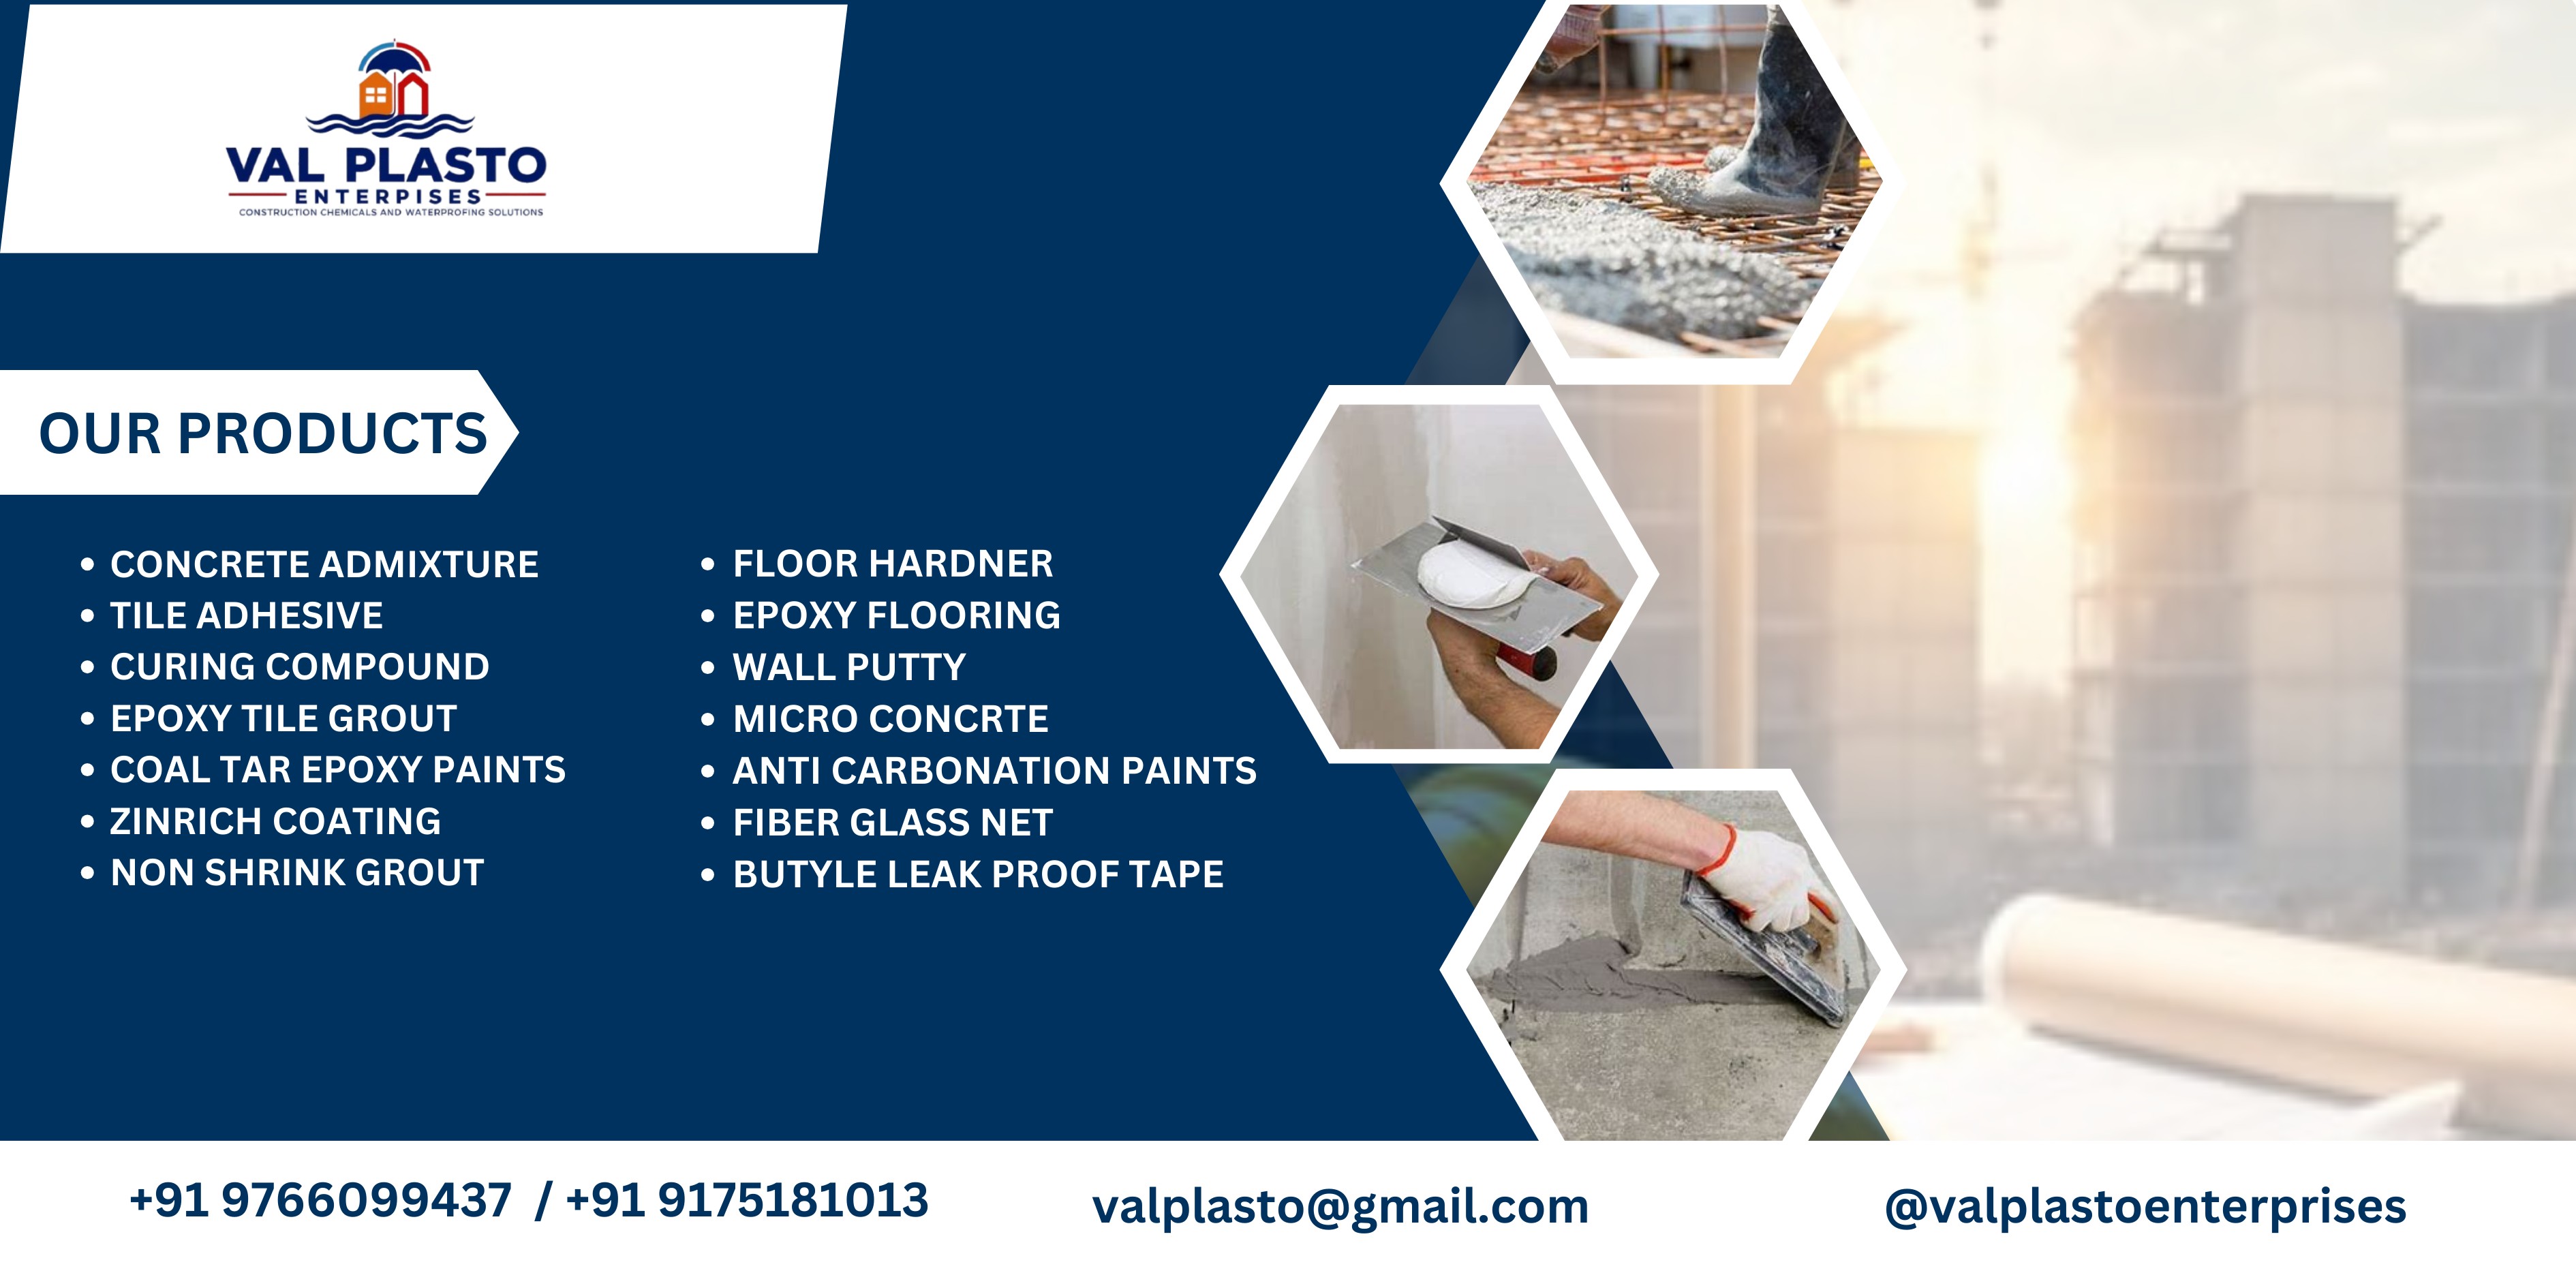 VAL PLASTO
ENTERPISES
CONSTRUCTION CHEMICALS AND WATERPROFING SOLUTIONS
OUR PRODUCTS
• CONCRETE ADMIXTURE
• TILE ADHESIVE
• CURING COMPOUND
• EPOXY TILE GROUT
• COAL TAR EPOXY PAINTS
• ZINRICH COATING
• NON SHRINK GROUT
• FLOOR HARDNER
• EPOXY FLOORING
• WALL PUTTY
• MICRO CONCRTE
• ANTI CARBONATION PAINTS
• FIBER GLASS NET
• BUTYLE LEAK PROOF TAPE
+91 9766099437 / +91 9175181013
valplasto@gmail.com
@valplastoenterprises